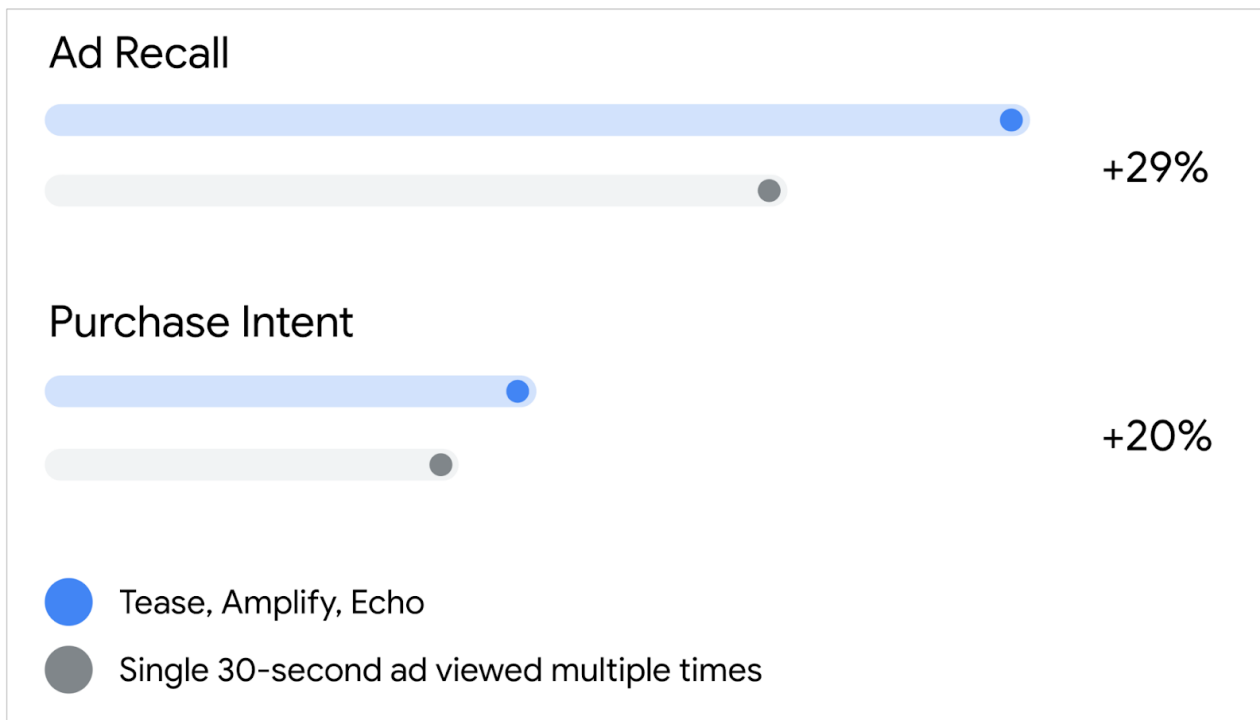 Ad Recall
+29%
Purchase Intent
+20%
Tease, Amplify, Echo
Single 30-second ad viewed multiple times